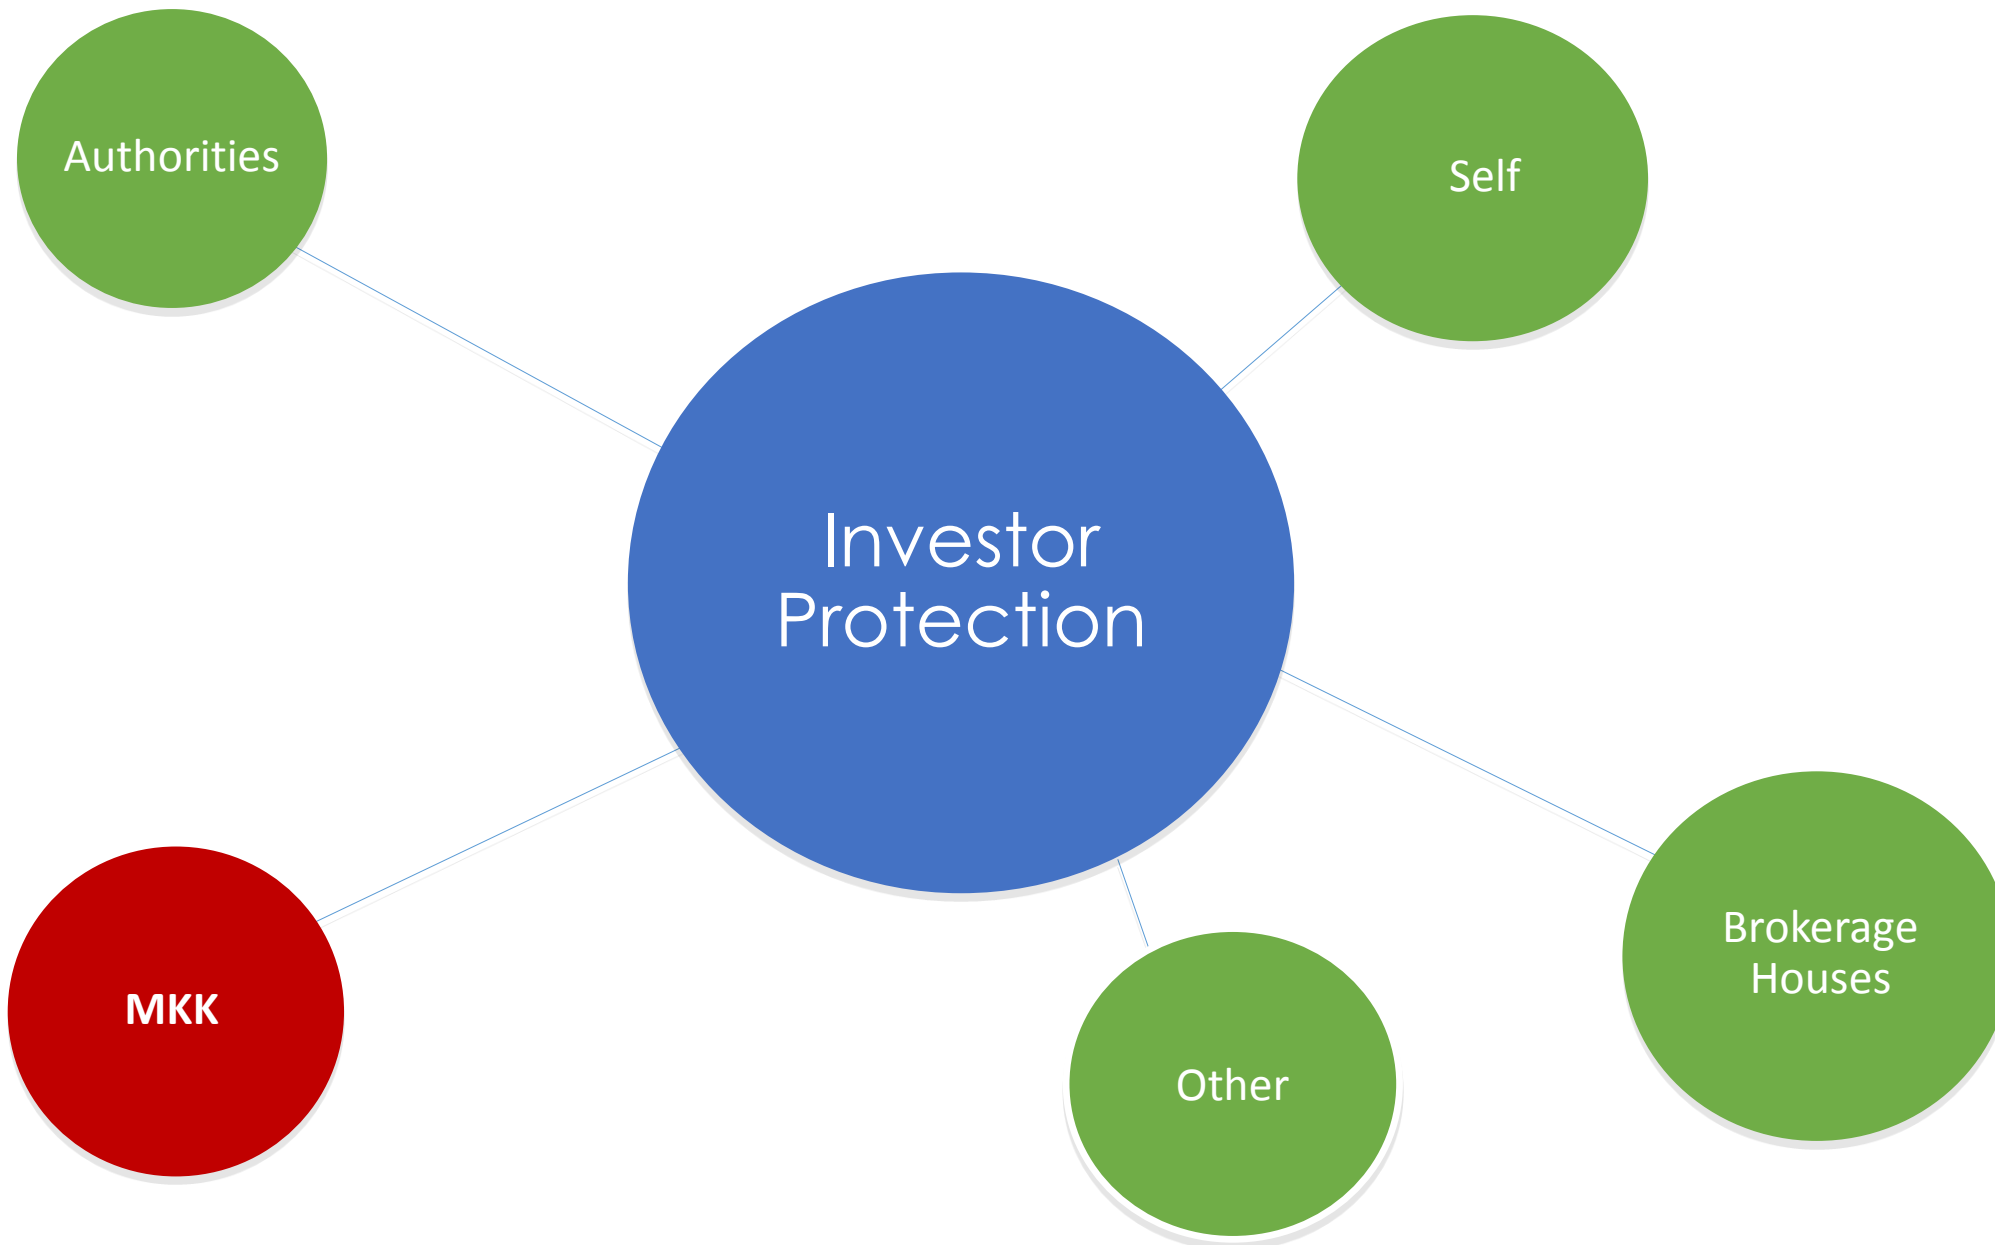 Authorities
Self
Investor
Protection
Brokerage
Houses
MKK
Other